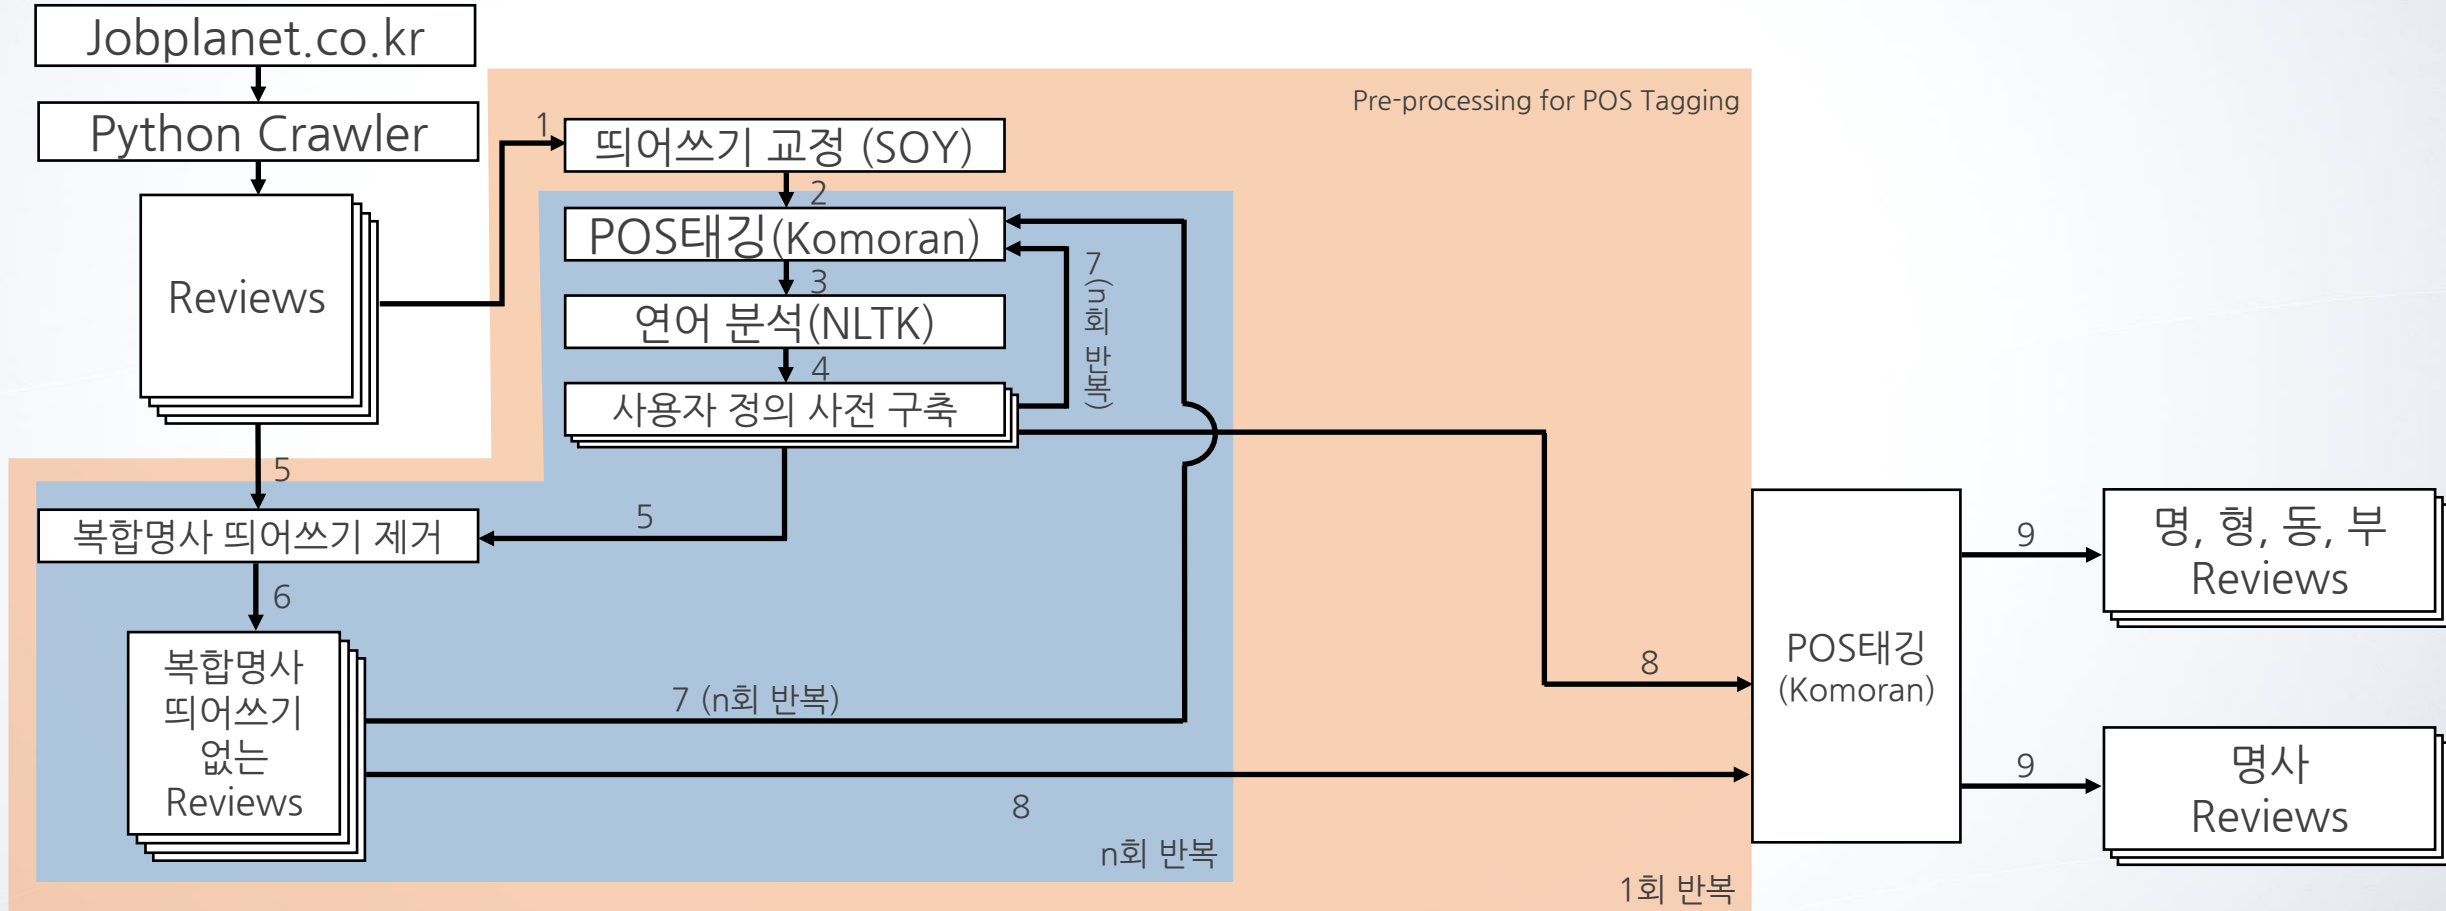 Jobplanet.co.kr
Python Crawler
Reviews
Pre-processing for POS Tagging
1
띄어쓰기 교정 (SOY)
2
POS태깅(Komoran)
3
연어 분석(NLTK)
4
사용자 정의 사전 구축
7(n회 반복)
5
5
복합명사 띄어쓰기 제거
6
복합명사
띄어쓰기
없는
Reviews
7 (n회 반복)
8
8
n회 반복
1회 반복
POS태깅
(Komoran)
9
명, 형, 동, 부
Reviews
9
명사
Reviews